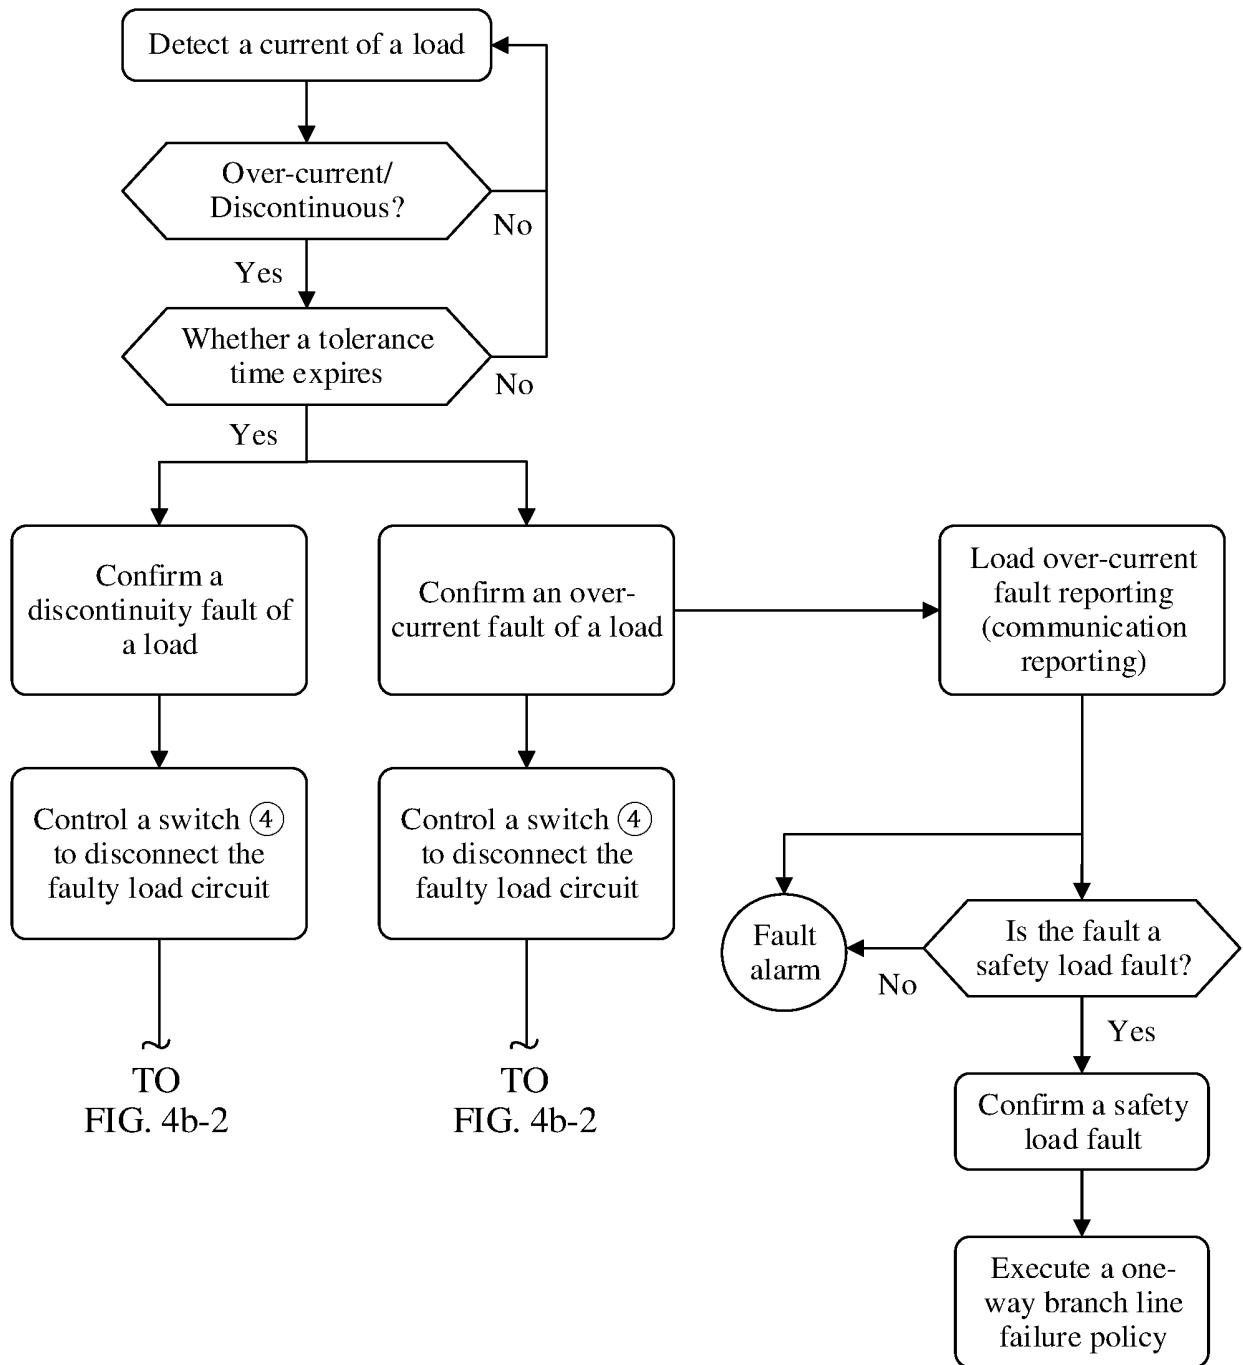 Detect a current of a load
Over-current/
Discontinuous?
No
Yes
Whether a tolerance
time expires
No
Yes
Confirm a
discontinuity fault of
a load
Confirm an over-
current fault of a load
Load over-current
fault reporting
(communication
reporting)
Control a switch ④
to disconnect the
faulty load circuit
Control a switch ④
to disconnect the
faulty load circuit
Fault
alarm
No
Is the fault a
safety load fault?
Yes
TO
FIG. 4b-2
TO
FIG. 4b-2
Confirm a safety
load fault
Execute a one-
way branch line
failure policy